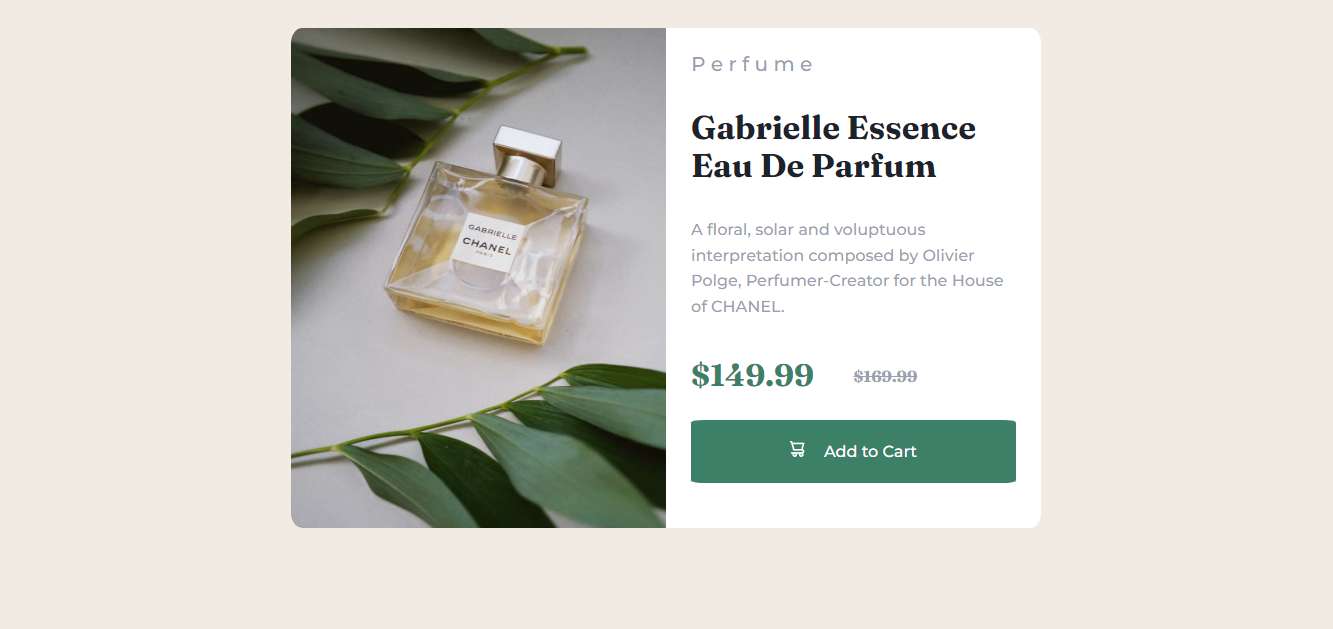 GABRIELLE
CHANEL
PARIS
Perfume
Gabrielle Essence
Eau De Parfum
A floral, solar and voluptuous
interpretation composed by Olivier
Polge, Perfumer-Creator for the House
of CHANEL.
$149.99 $169.99
Add to Cart